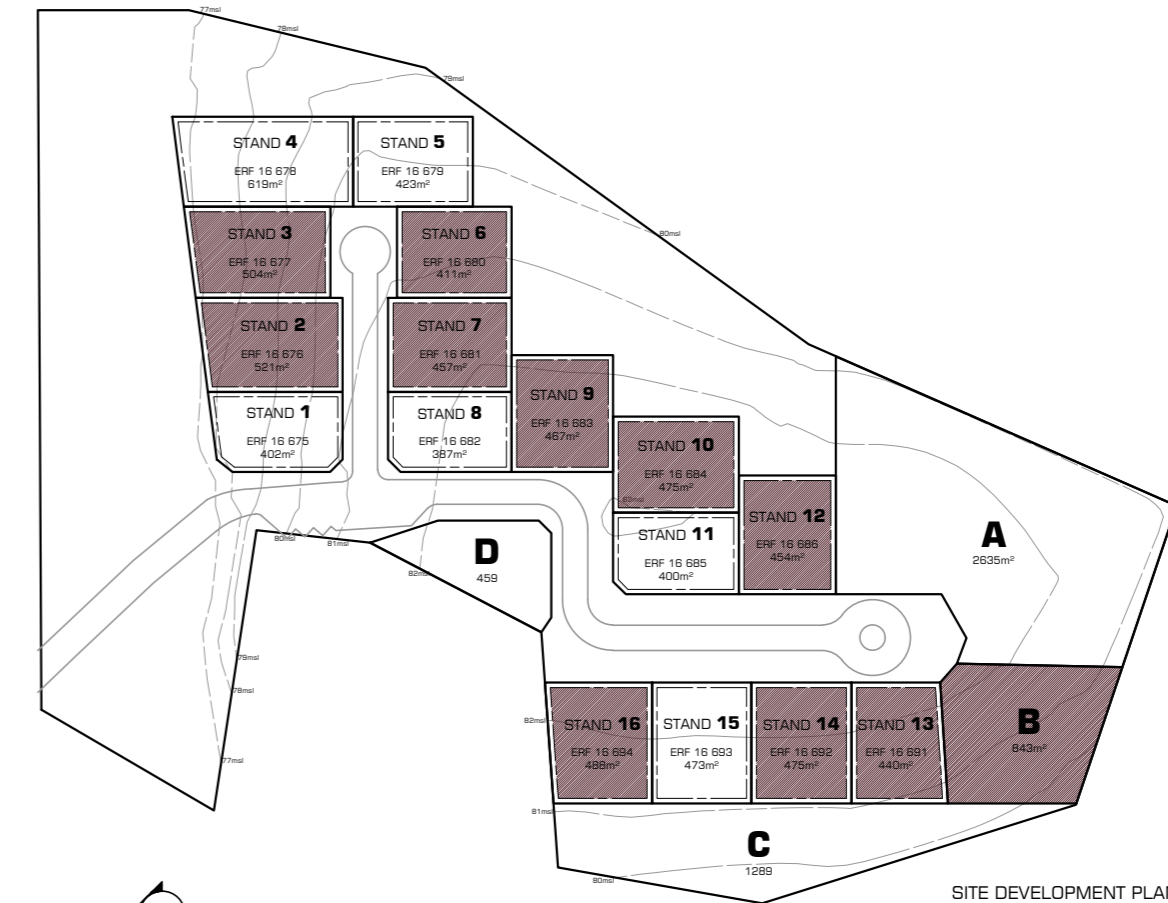 77msl
78msl
79msl
STAND 4
ERF 16 678
619m²
STAND 5
ERF 16 679
423m²
STAND 3
ERF 16 677
504m²
STAND 6
ERF 16 680
411m²
80msl
STAND 2
ERF 16 676
521m²
STAND 7
ERF 16 681
457m²
STAND 1
ERF 16 675
402m²
STAND 8
ERF 16 682
387m²
STAND 9
ERF 16 683
467m²
STAND 10
ERF 16 684
475m²
83msl
STAND 11
ERF 16 685
400m²
STAND 12
ERF 16 686
454m²
A
2635m²
80msl
81msl
82msl
D
459
79msl
78msl
77msl
82msl
STAND 16
ERF 16 694
488m²
STAND 15
ERF 16 693
473m²
STAND 14
ERF 16 692
475m²
STAND 13
ERF 16 691
440m²
B
843m²
81msl
C
1289
80msl
SITE DEVELOPMENT PLAN